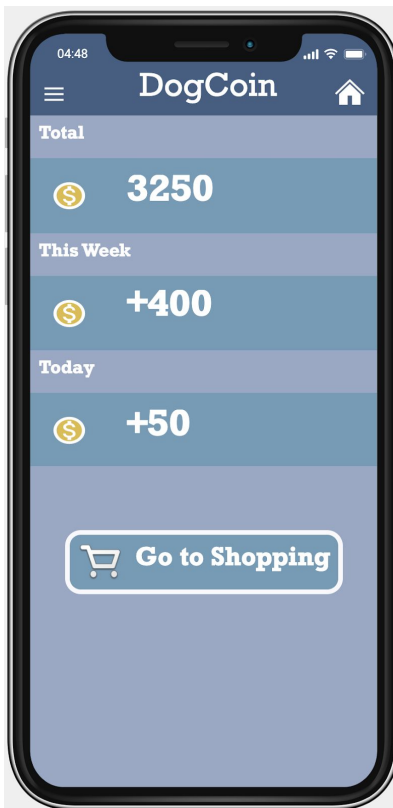 04:48
DogCoin
Total
3250
This Week
+400
Today
+50
Go to Shopping